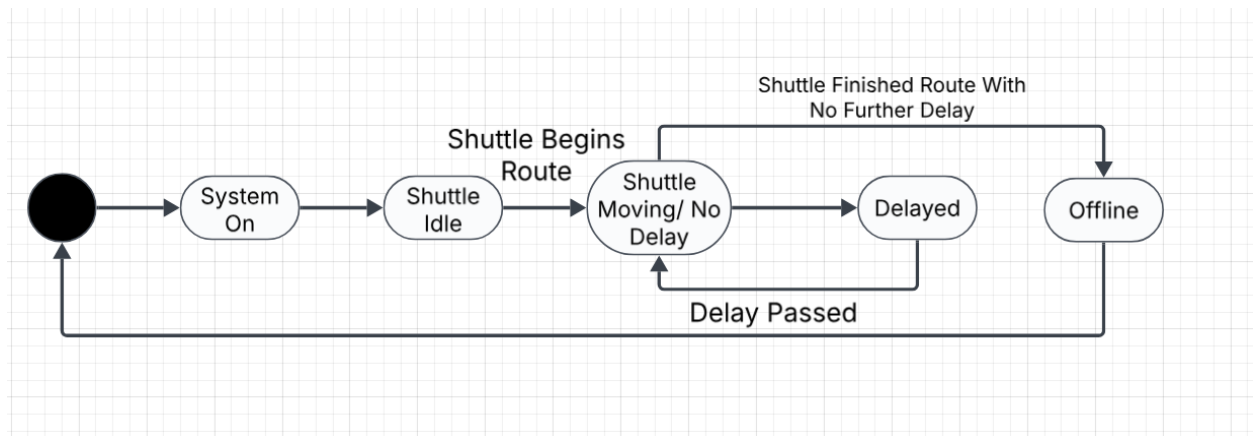 Shuttle Finished Route With
No Further Delay
Shuttle Begins
Route
System
On
Shuttle
Idle
Shuttle
Moving/ No
Delay
Delayed
Offline
Delay Passed